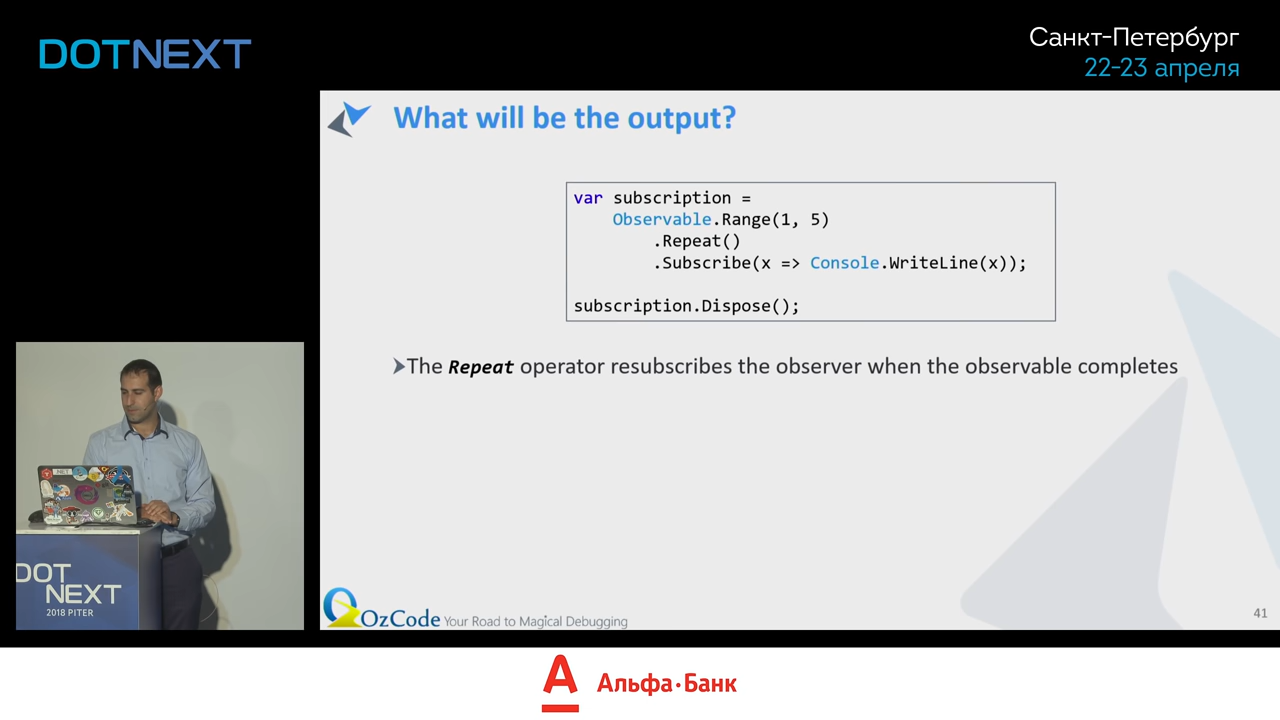 DOTNEXT
Санкт-Петербург
22-23 апреля
What will be the output?
var subscription =
Observable.Range(1, 5)
.Repeat()
.Subscribe(x => Console.WriteLine(x));
subscription.Dispose();
➤The Repeat operator resubscribes the observer when the observable completes
DOT
NEXT
2018 PITER
OzCode Your Road to Magical Debugging
41
Альфа·Банк